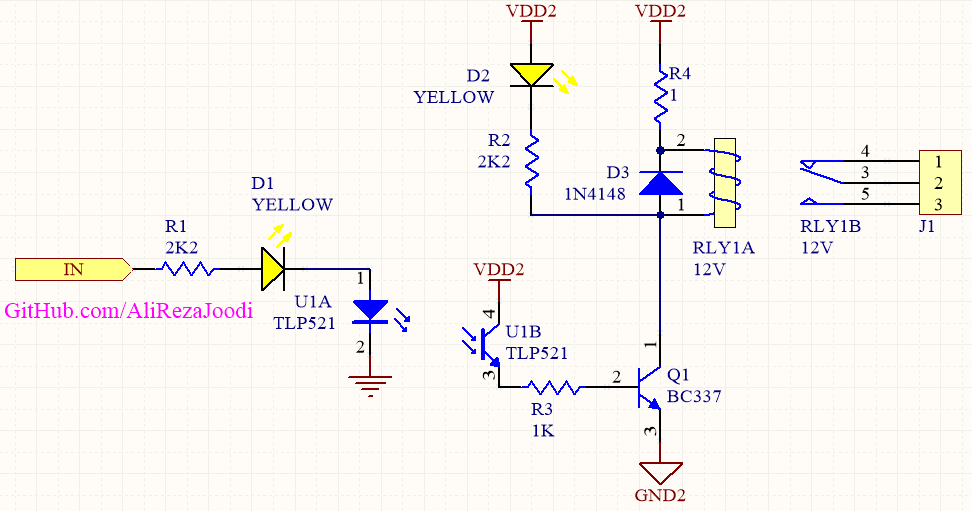 VDD2
VDD2
D2
YELLOW
R4
1
R2
2K2
2
D3
1N4148
1
RLY1A
12V
4
3
5
RLY1B
12V
1
2
3
J1
D1
YELLOW
R1
2K2
IN
GitHub.com/AliRezaJoodi
1
U1A
TLP521
2
VDD2
4
U1B
TLP521
3
R3
1K
2
1
Q1
BC337
3
GND2